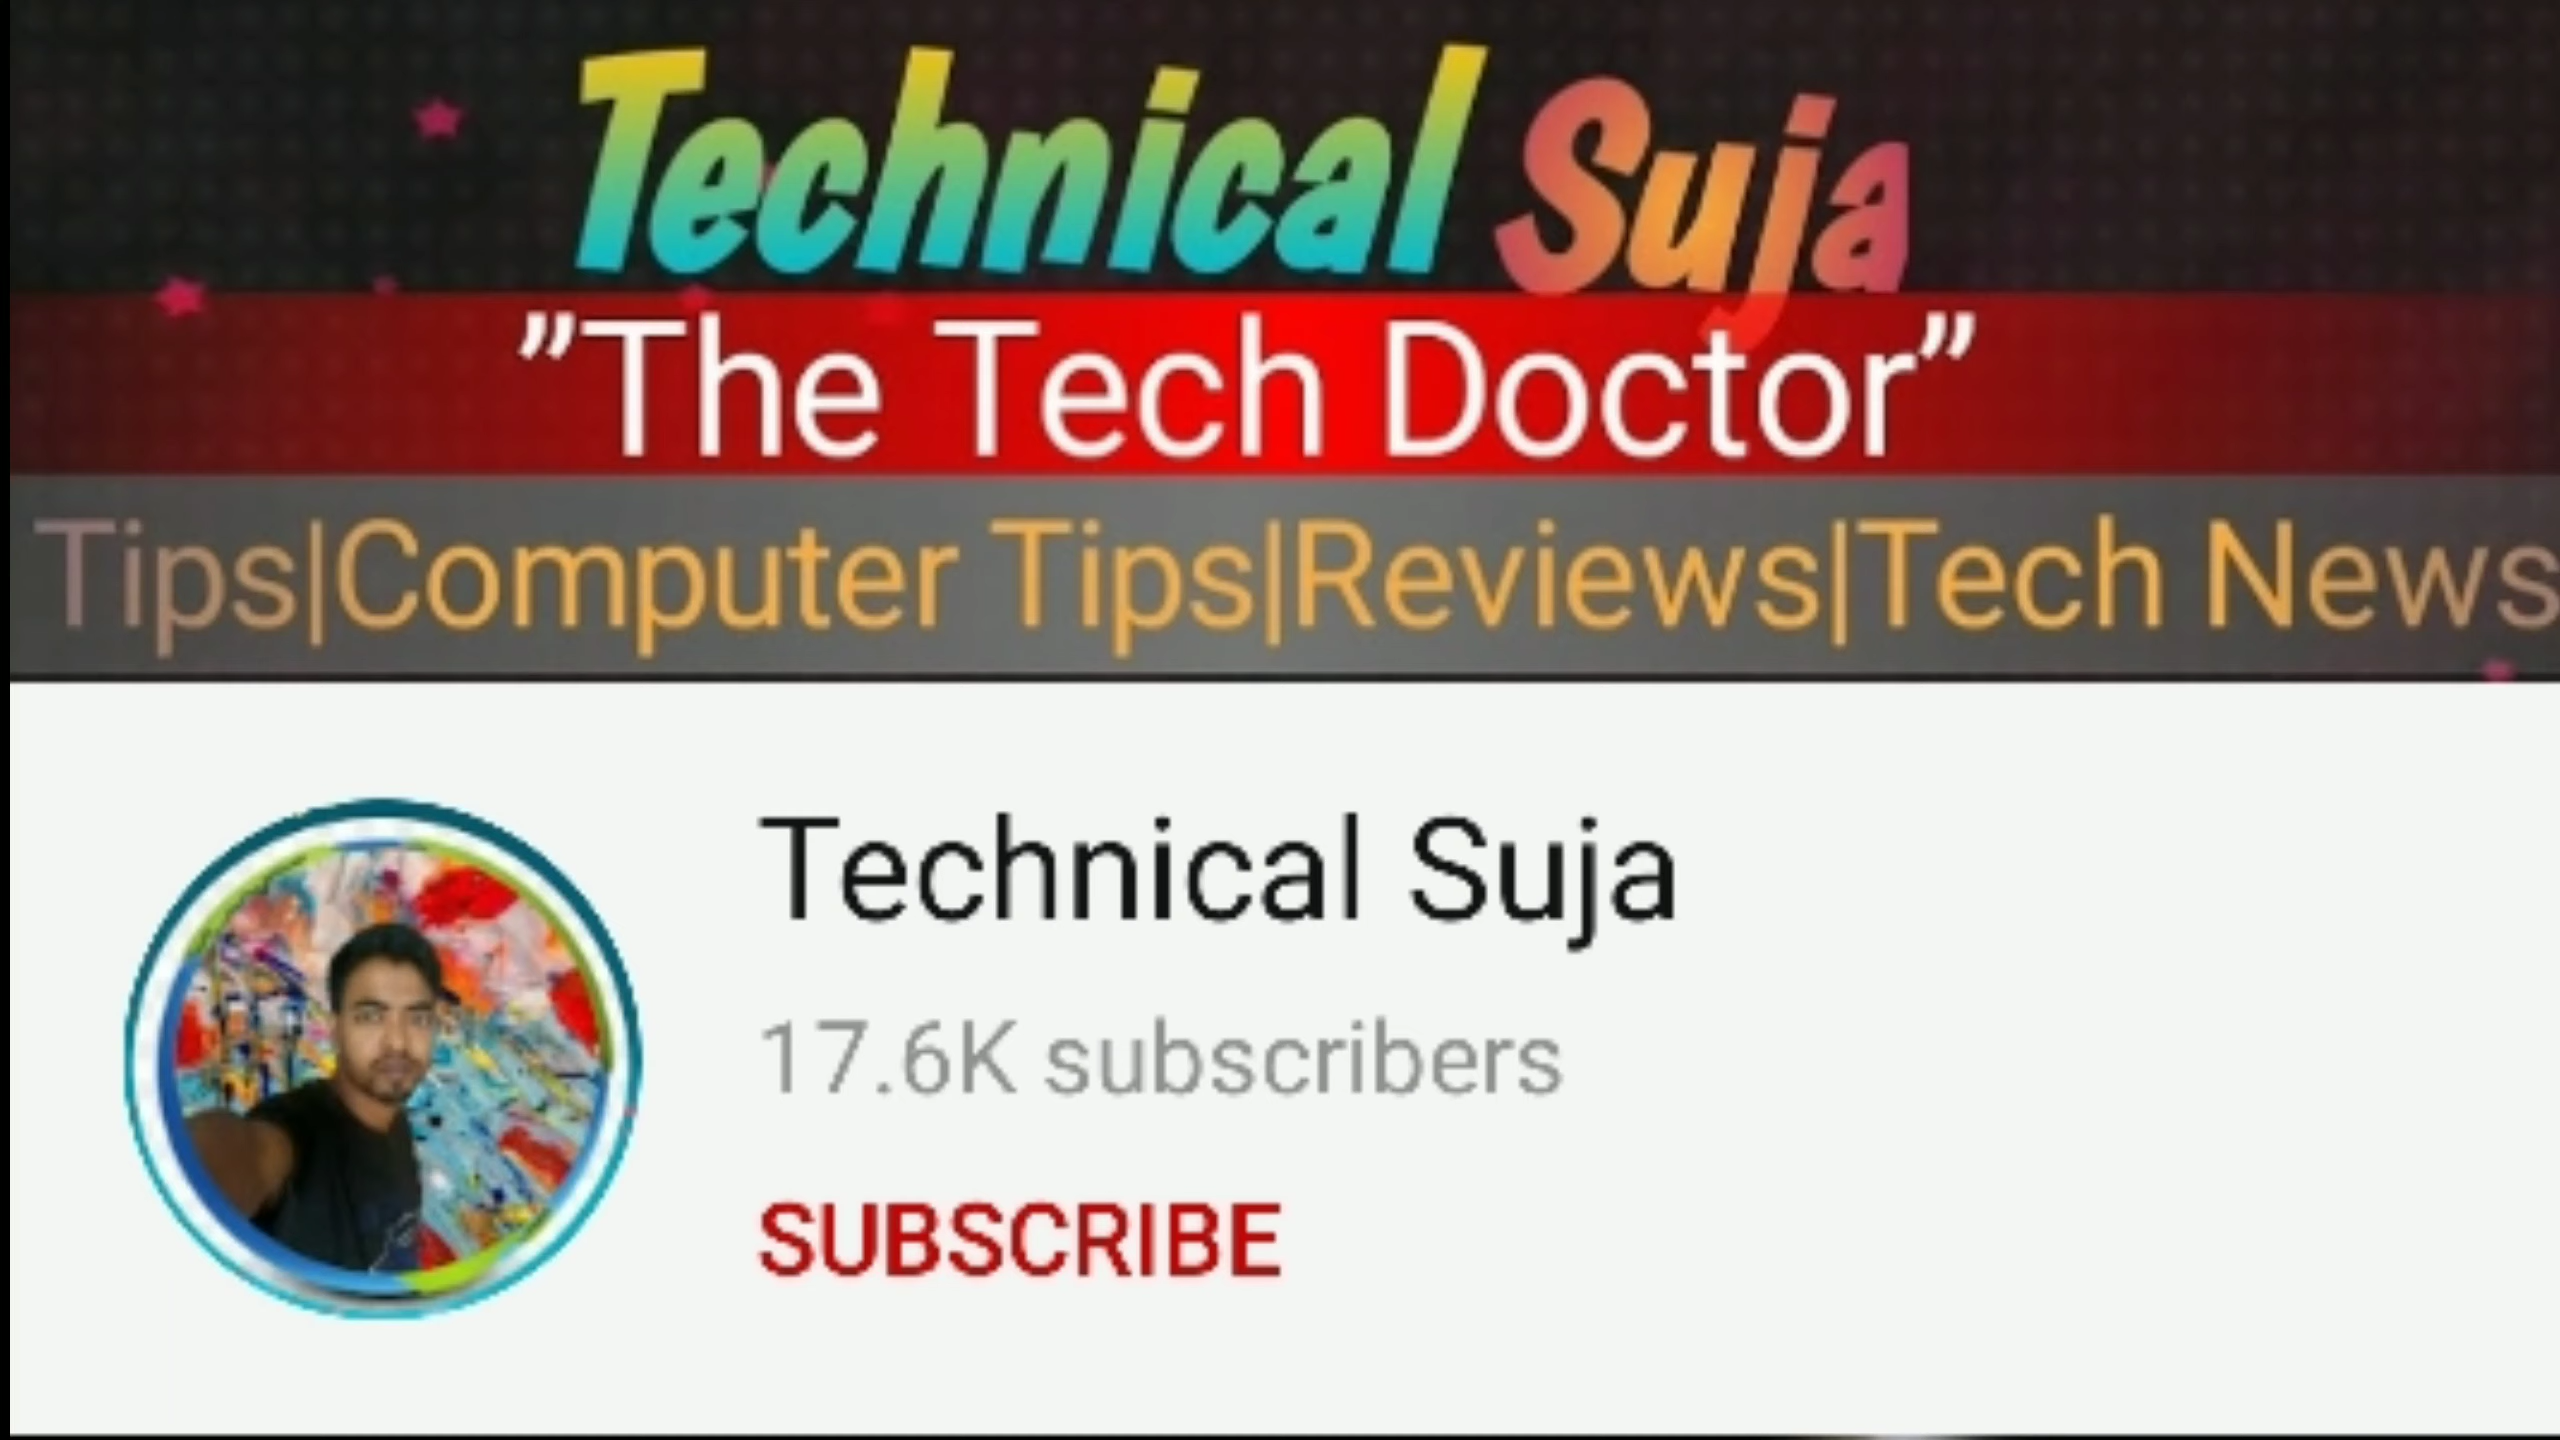 Technical Suja
”The Tech Doctor”
Tips|Computer Tips|Reviews|Tech News
Technical Suja
17.6K subscribers
SUBSCRIBE